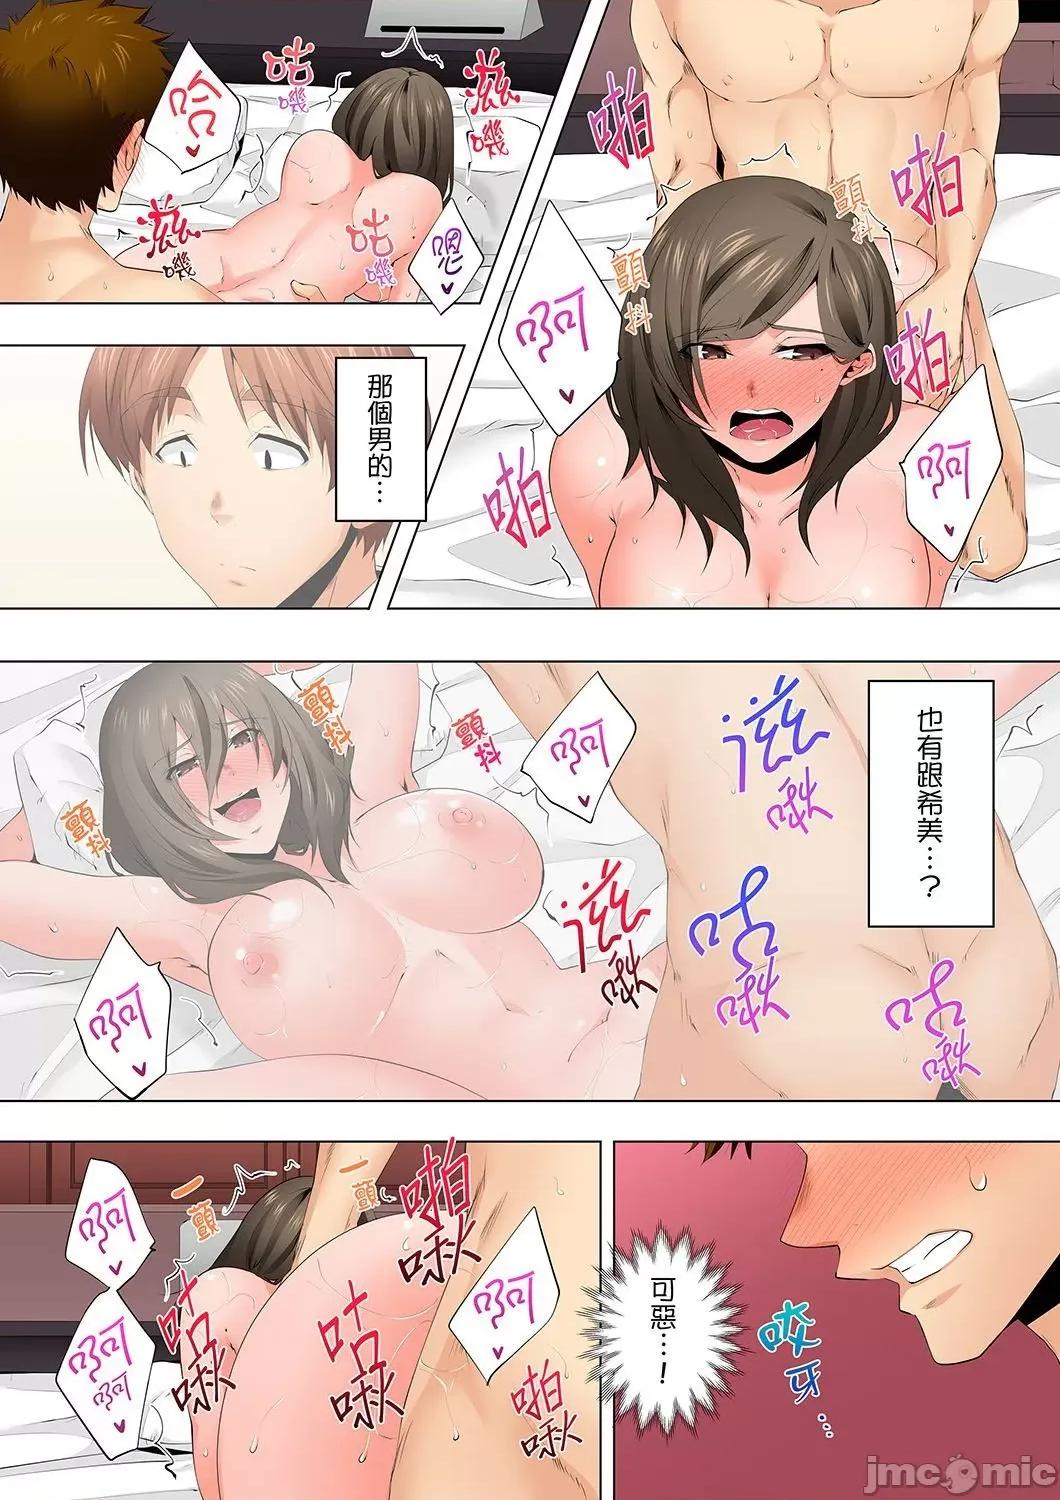 啪
啪
顫
抖
顫
抖
啊
啪
啊
啪
滋
嘰
咕
嘰
哈
滋
嘰
咕
嘰
嗯
那個男的…
也有跟希美…？
滋
啾
啊
顫
抖
顫
抖
顫
抖
咕
啾
滋
啾
咕
啾
啊
可惡…！
咬
牙…
啪
啾
一顫
一顫
啊
啊
咕
啾
咕
啾
啊
啊
啪
啾
jmcomic